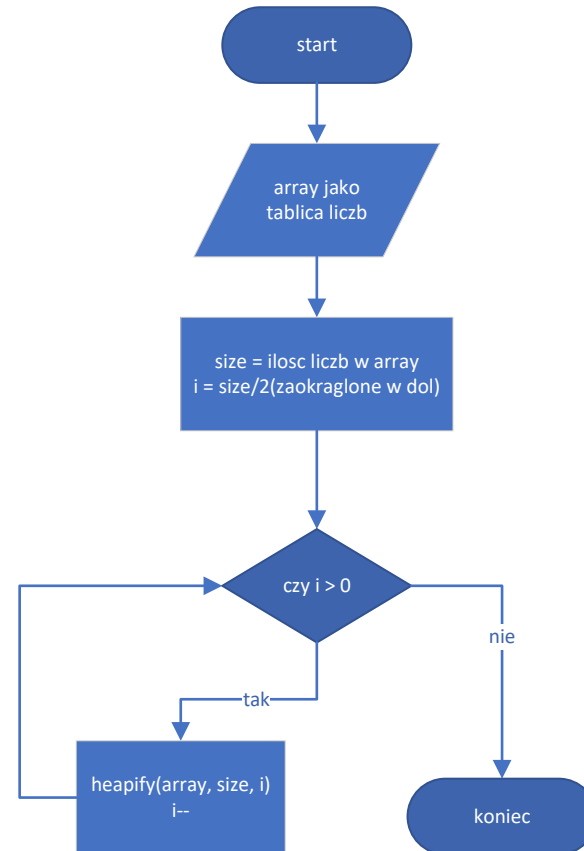 start
array jako
tablica liczb
size = ilosc liczb w array
i = size/2(zaokraglone w dol)
czy i > 0
nie
tak
heapify(array, size, i)
i--
koniec